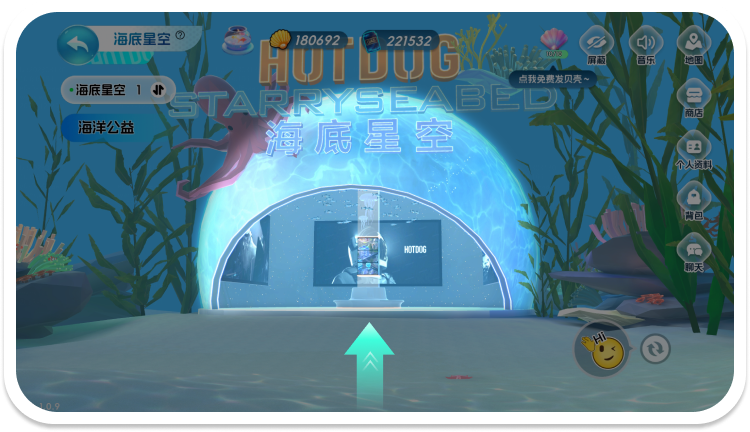 海底星空 ?
180692
221532
屏蔽
音乐
地图
HOTDOG
点我免费发贝壳~
海底星空 1
STARRYSEABED
商店
海洋公益
海底星空
个人资料
背包
HOTDOG
聊天
Hi